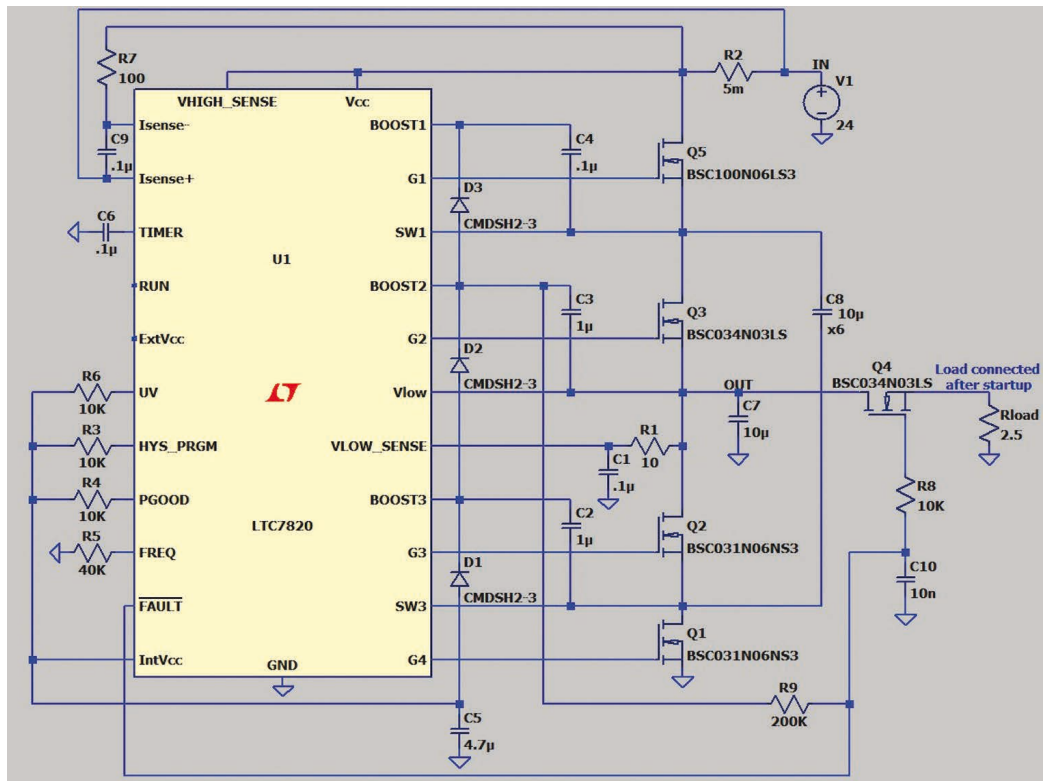 R7
100
R2
5m
IN
V1
24
VHIGH_SENSE
Vcc
Isense-
BOOST1
C9
.1µ
C4
.1µ
Q5
BSC100N06LS3
Isense+
G1
D3
CMDSH2-3
C6
.1µ
TIMER
SW1
U1
RUN
BOOST2
C3
1µ
Q3
BSC034N03LS
C8
10µ
x6
ExtVcc
G2
D2
CMDSH2-3
Q4
BSC034N03LS
Load connected
after startup
R6
10K
UV
Vlow
OUT
C7
10µ
Rload
2.5
R3
10K
HYS_PRGM
VLOW_SENSE
R1
10
C1
.1µ
R4
10K
PGOOD
BOOST3
C2
1µ
R8
10K
LTC7820
Q2
BSC031N06NS3
R5
40K
FREQ
G3
D1
CMDSH2-3
C10
10n
FAULT
SW3
Q1
BSC031N06NS3
IntVcc
GND
G4
R9
200K
C5
4.7µ